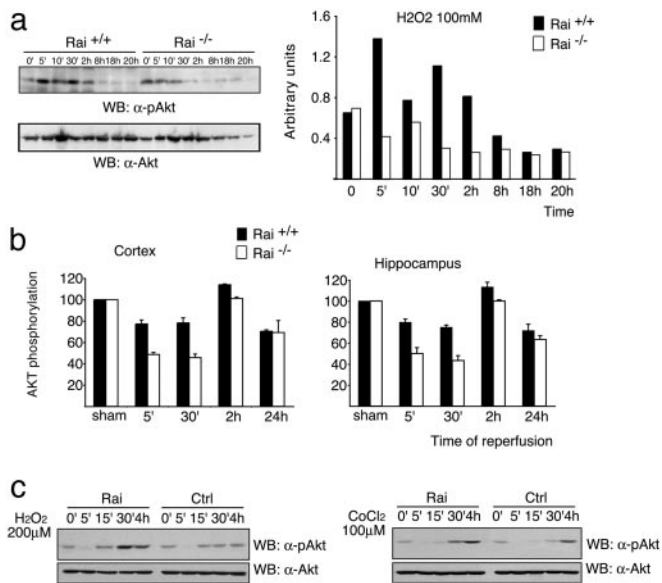 a
Rai +/+ Rai -/-
0' 5' 10' 30' 2h 8h 18h 20h 0' 5' 10' 30' 2h 8h 18h 20h
WB: α-pAkt
WB: α-Akt
H2O2 100mM
Rai +/+
Rai -/-
Arbitrary units
1.6
1.2
0.8
0.4
0 5' 10' 30' 2h 8h 18h 20h
Time
b
Cortex
Rai +/+
Rai -/-
AKT phosphorylation
120
100
80
60
40
20
sham 5' 30' 2h 24h
Hippocampus
120
100
80
60
40
20
sham 5' 30' 2h 24h
Time of reperfusion
c
Rai Ctrl
H2O2
200μM
0' 5' 15' 30' 4h 0' 5' 15' 30' 4h
WB: α-pAkt
WB: α-Akt
Rai Ctrl
CoCl2
100μM
0' 5' 15' 30' 4h 0' 5' 15' 30' 4h
WB: α-pAkt
WB: α-Akt